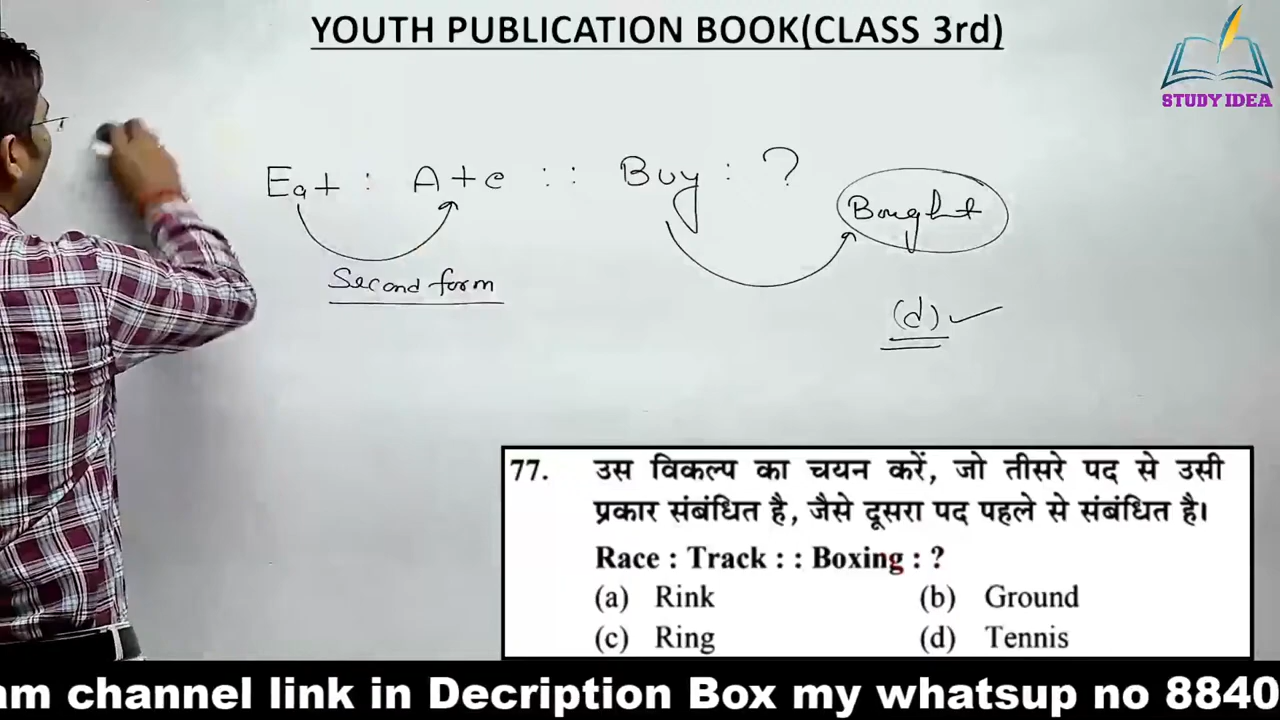 YOUTH PUBLICATION BOOK(CLASS 3rd)
STUDY IDEA
Eat : Ate :: Buy : ?
Bought
Second form
(d) ✓
77. उस विकल्प का चयन करें, जो तीसरे पद से उसी
प्रकार संबंधित है, जैसे दूसरा पद पहले से संबंधित है।
Race : Track : : Boxing : ?
(a) Rink (b) Ground
(c) Ring (d) Tennis
am channel link in Decription Box my whatsup no 8840